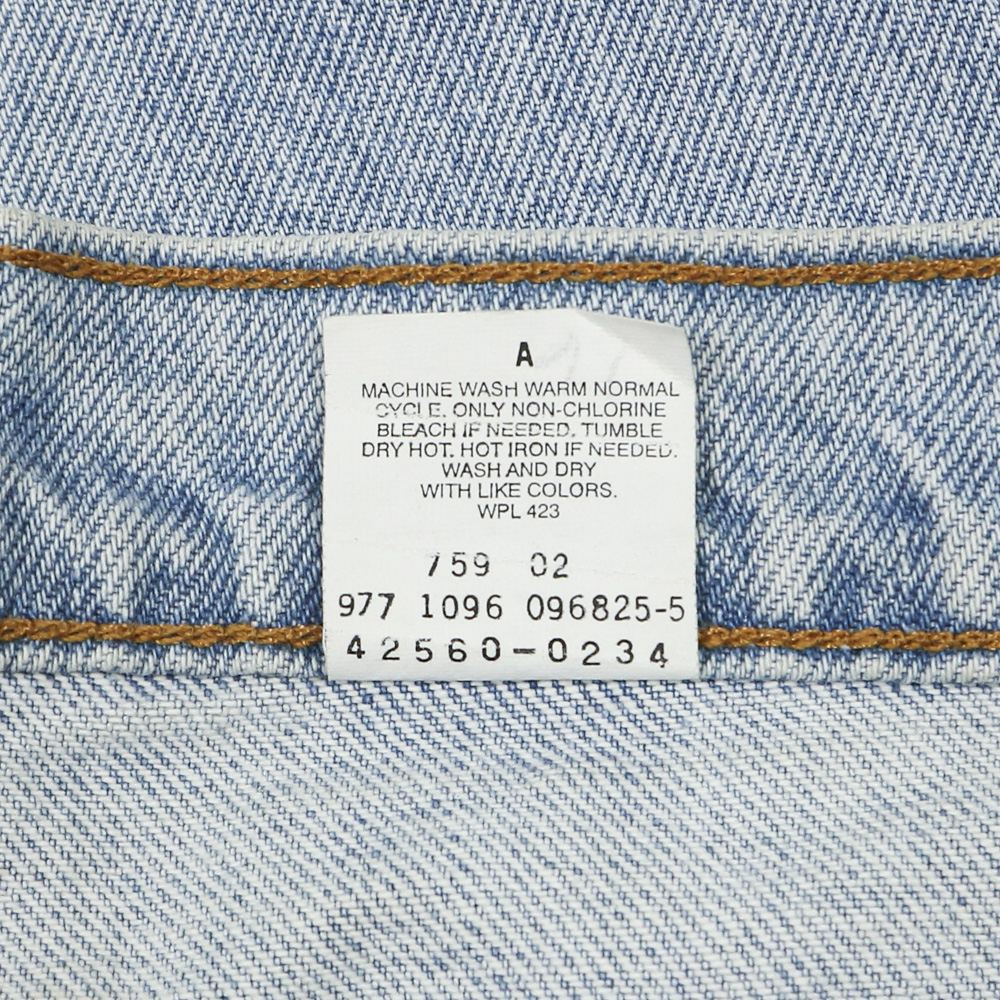 A
MACHINE WASH WARM NORMAL
CYCLE. ONLY NON-CHLORINE
BLEACH IF NEEDED. TUMBLE
DRY HOT. HOT IRON IF NEEDED.
WASH AND DRY
WITH LIKE COLORS.
WPL 423
759 02
977 1096 096825-5
42560-0234